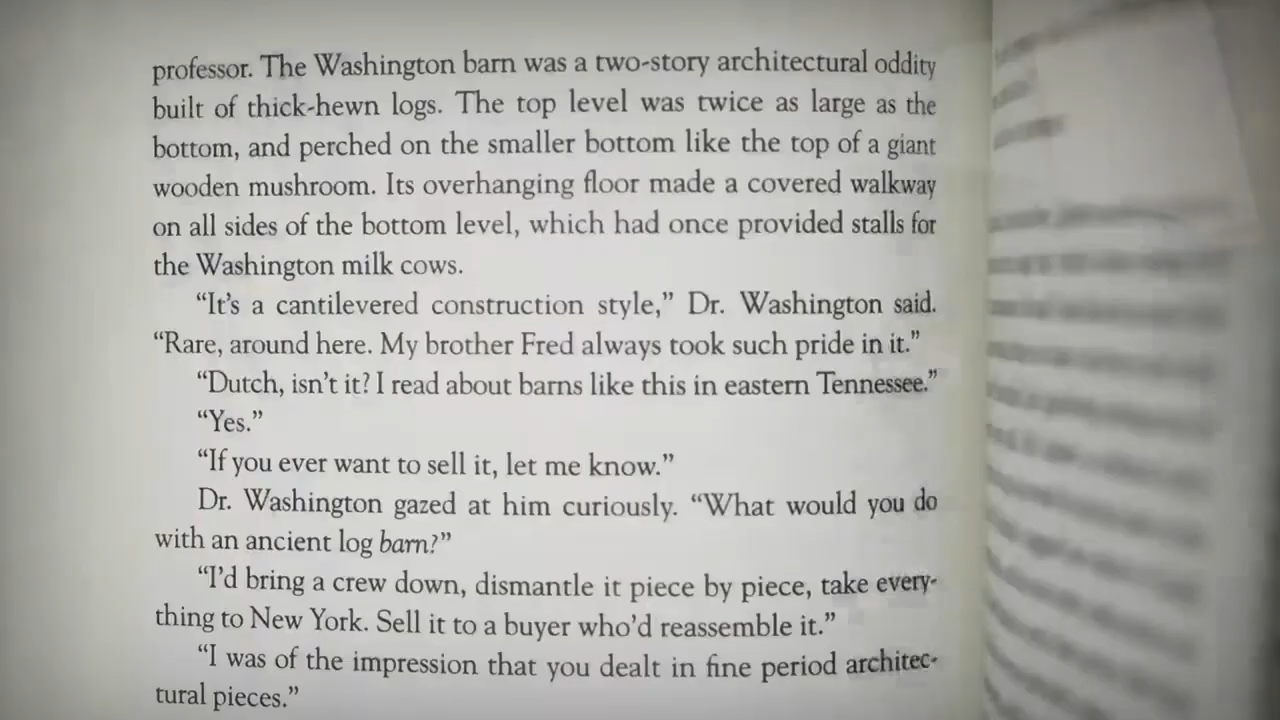 professor. The Washington barn was a two-story architectural oddity
built of thick-hewn logs. The top level was twice as large as the
bottom, and perched on the smaller bottom like the top of a giant
wooden mushroom. Its overhanging floor made a covered walkway
on all sides of the bottom level, which had once provided stalls for
the Washington milk cows.
“It’s a cantilevered construction style,” Dr. Washington said.
“Rare, around here. My brother Fred always took such pride in it.”
“Dutch, isn’t it? I read about barns like this in eastern Tennessee.”
“Yes.”
“If you ever want to sell it, let me know.”
Dr. Washington gazed at him curiously. “What would you do
with an ancient log barn?”
“I’d bring a crew down, dismantle it piece by piece, take every-
thing to New York. Sell it to a buyer who’d reassemble it.”
“I was of the impression that you dealt in fine period architec-
tural pieces.”